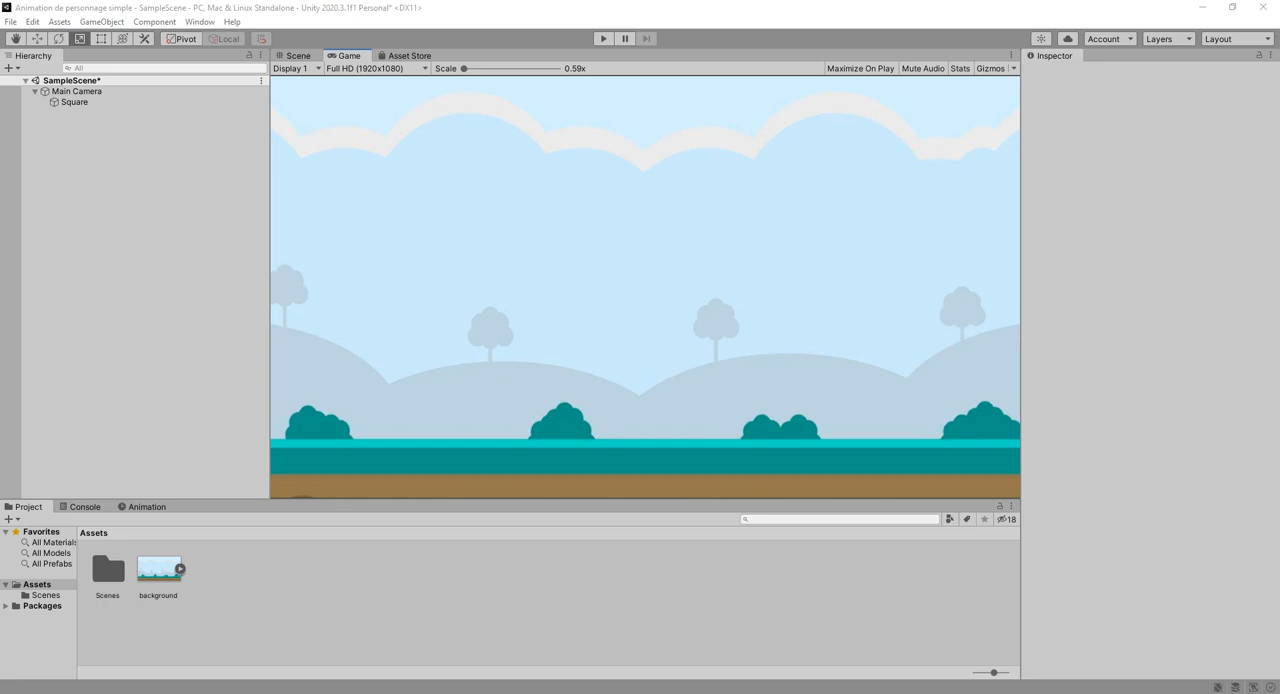 Animation de personnage simple - SampleScene - PC, Mac & Linux Standalone - Unity 2020.3.1f1 Personal* <DX11>
File Edit Assets GameObject Component Window Help
Pivot Local Account Layers Layout
Hierarchy Scene Game Asset Store Inspector
All Display 1 Full HD (1920x1080) Scale 0.59x Maximize On Play Mute Audio Stats Gizmos
SampleScene*
Main Camera
Square
Project Console Animation
18
Favorites Assets
All Materials
All Models
All Prefabs
Assets
Scenes Scenes background
Packages